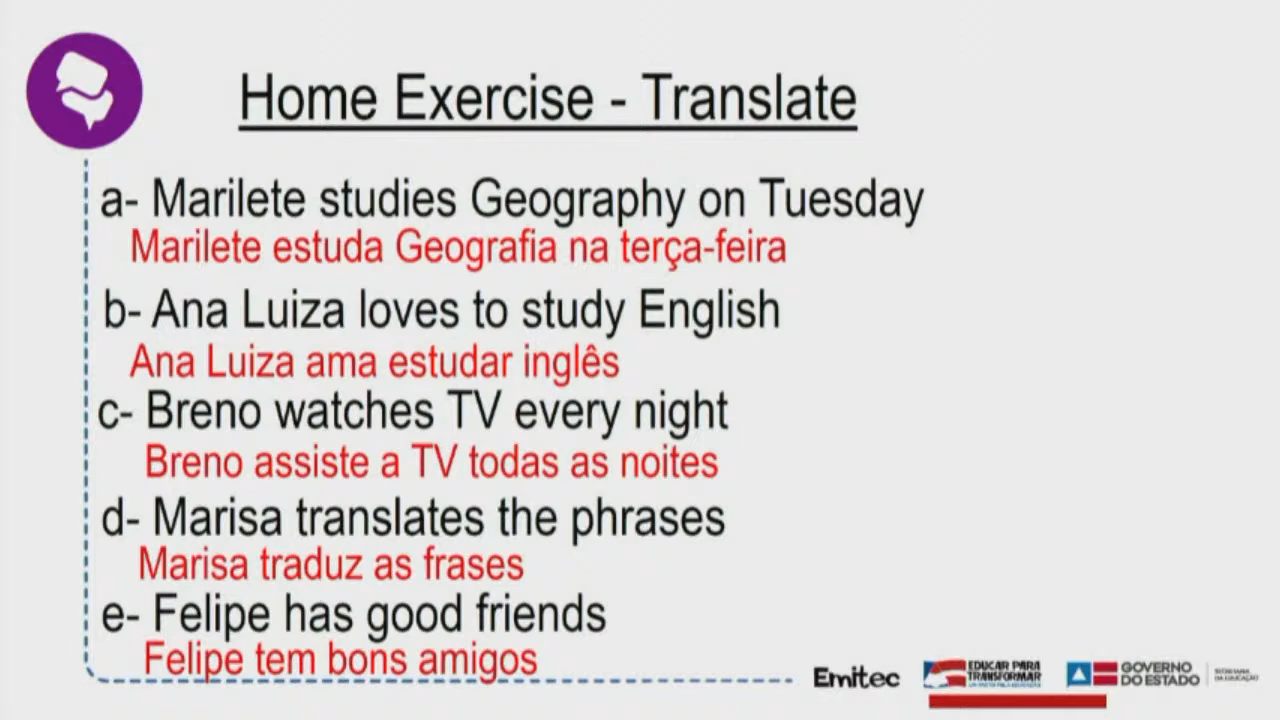 Home Exercise - Translate
a- Marilete studies Geography on Tuesday
Marilete estuda Geografia na terça-feira
b- Ana Luiza loves to study English
Ana Luiza ama estudar inglês
c- Breno watches TV every night
Breno assiste a TV todas as noites
d- Marisa translates the phrases
Marisa traduz as frases
e- Felipe has good friends
Felipe tem bons amigos
Emitec
EDUCAR PARA
TRANSFORMAR
GOVERNO
DO ESTADO
SECRETARIA
DA EDUCAÇÃO